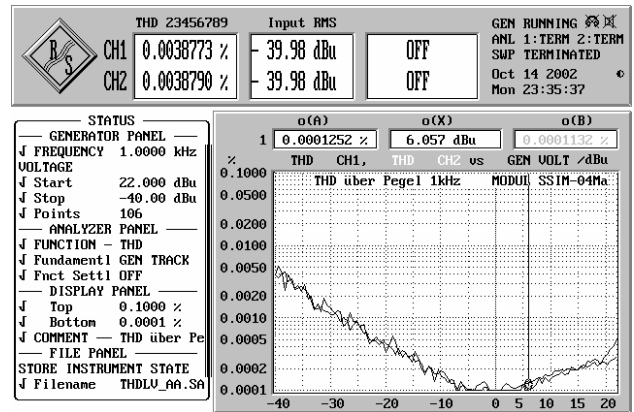 THD 23456789 Input RMS
R&S CH1 0.0038773 % - 39.98 dBu OFF
CH2 0.0038790 % - 39.98 dBu OFF
GEN RUNNING
ANL 1:TERM 2:TERM
SWP TERMINATED
Oct 14 2002
Mon 23:35:37
STATUS
GENERATOR PANEL
FREQUENCY 1.0000 kHz
VOLTAGE
Start 22.000 dBu
Stop -40.00 dBu
Points 106
ANALYZER PANEL
FUNCTION - THD
Fundamentl GEN TRACK
Fnct Settl OFF
DISPLAY PANEL
Top 0.1000 %
Bottom 0.0001 %
COMMENT — THD über Pe
FILE PANEL
STORE INSTRUMENT STATE
Filename THDLV_AA.SA
o(A) o(X) o(B)
1 0.0001252 % 6.057 dBu 0.0001132 %
% THD CH1, THD CH2 vs GEN VOLT /dBu
THD über Pegel 1kHz MODUL SSIM-04Ma
0.1000
0.0500
0.0200
0.0100
0.0050
0.0020
0.0010
0.0005
0.0002
0.0001
-40 -30 -20 -10 0 5 10 15 20